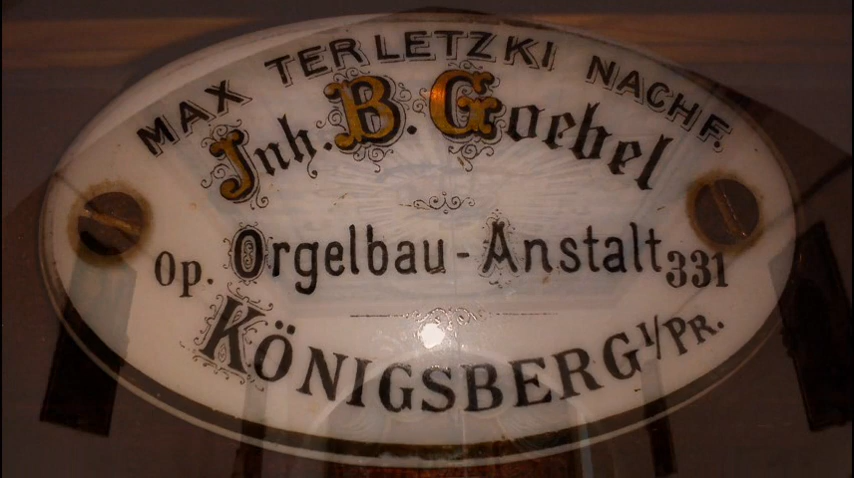 MAX TERLETZKI NACHF.
Inh. B. Goebel
Orgelbau-Anstalt
Op. 331
KÖNIGSBERG I/PR.